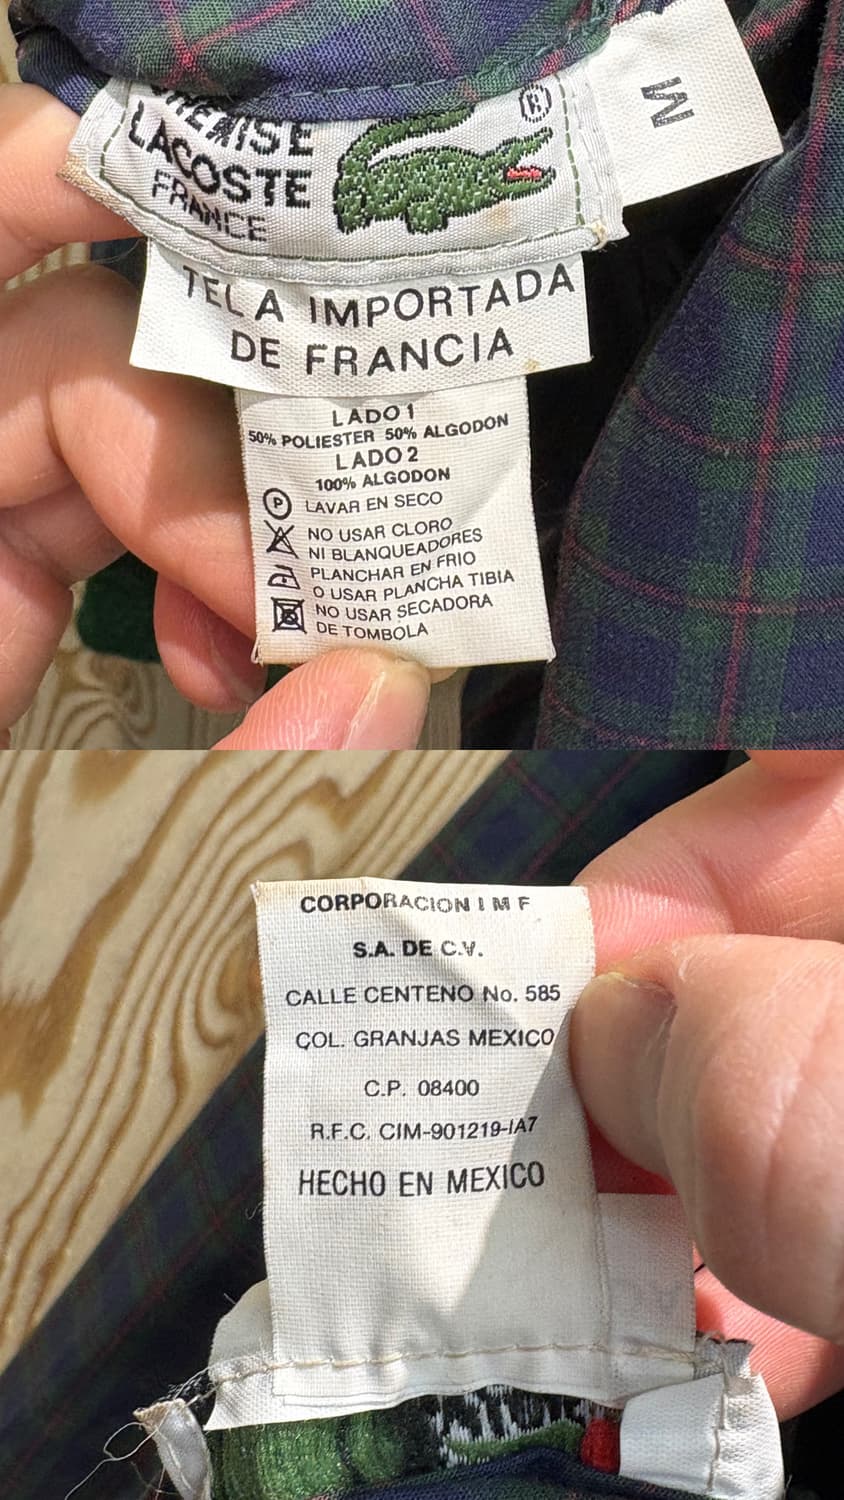 CHEMISE
LACOSTE
FRANCE
®
M
TELA IMPORTADA
DE FRANCIA
LADO 1
50% POLIESTER 50% ALGODON
LADO 2
100% ALGODON
P LAVAR EN SECO
NO USAR CLORO
NI BLANQUEADORES
PLANCHAR EN FRIO
O USAR PLANCHA TIBIA
NO USAR SECADORA
DE TOMBOLA
CORPORACION I M F
S.A. DE C.V.
CALLE CENTENO No. 585
COL. GRANJAS MEXICO
C.P. 08400
R.F.C. CIM-901219-IA7
HECHO EN MEXICO